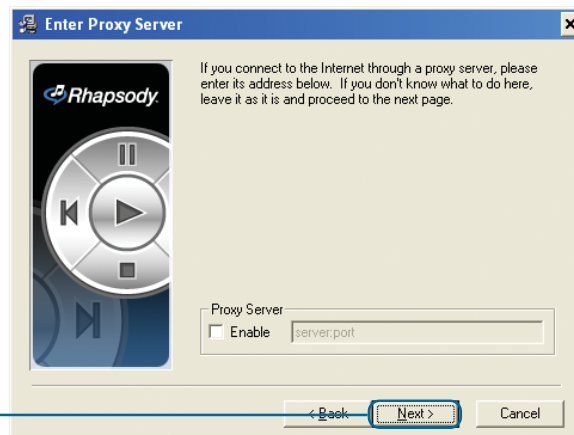 Enter Proxy Server
Rhapsody.
If you connect to the Internet through a proxy server, please
enter its address below. If you don't know what to do here,
leave it as it is and proceed to the next page.
Proxy Server
Enable server:port
< Back Next > Cancel